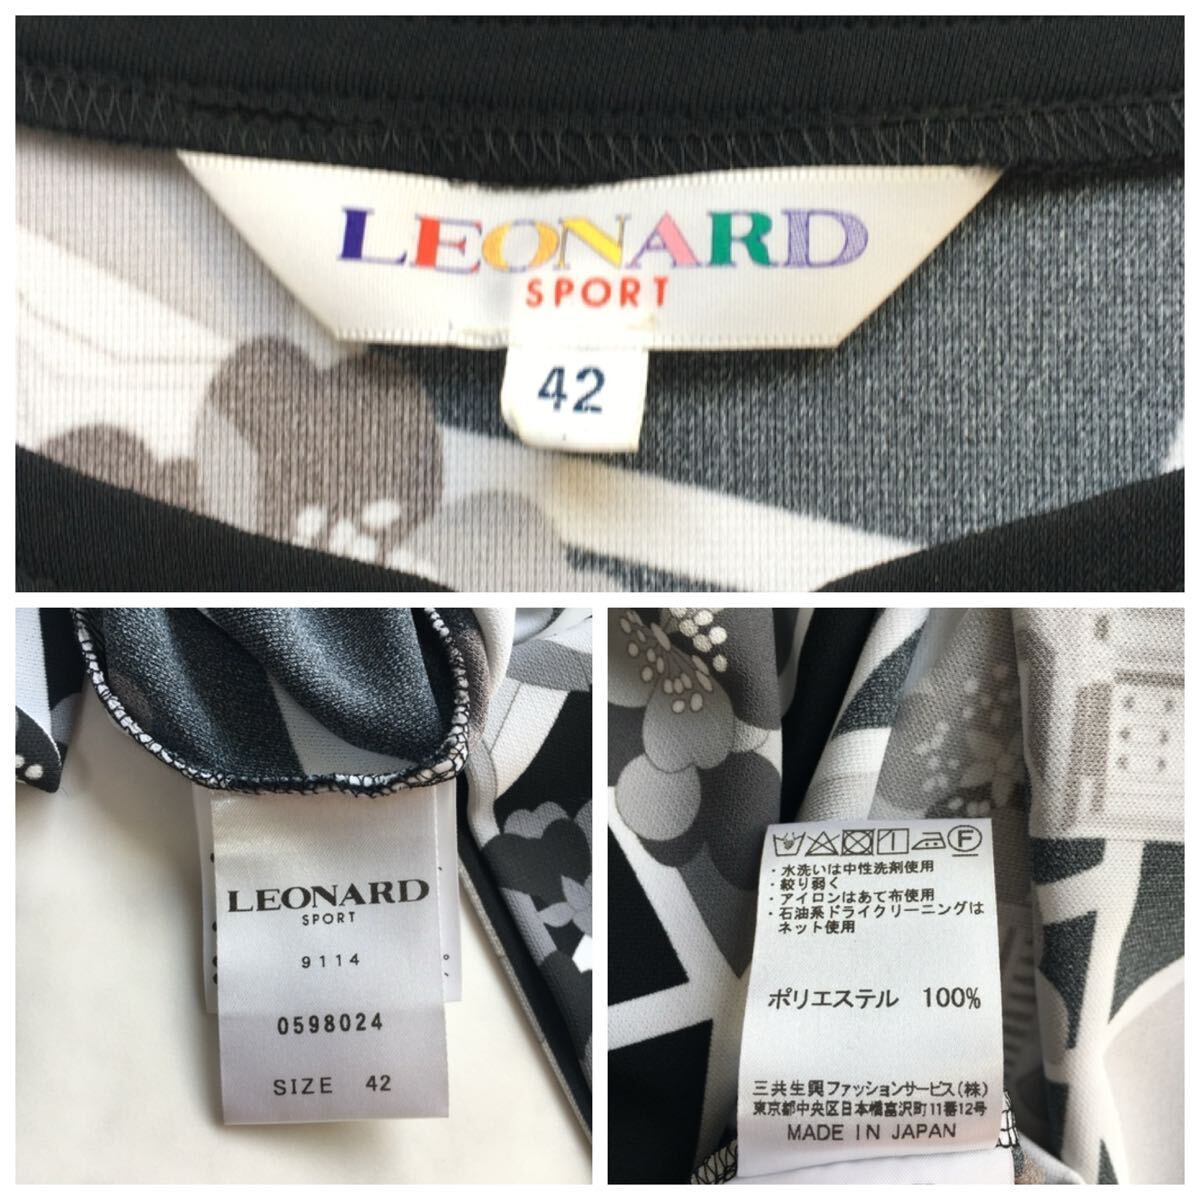 LEONARD
SPORT
42
LEONARD
SPORT
9114
0598024
SIZE 42
・水洗いは中性洗剤使用
・絞り弱く
・アイロンはあて布使用
・石油系ドライクリーニングは
ネット使用
ポリエステル 100%
三共生興ファッションサービス(株)
東京都中央区日本橋富沢町11番12号
MADE IN JAPAN